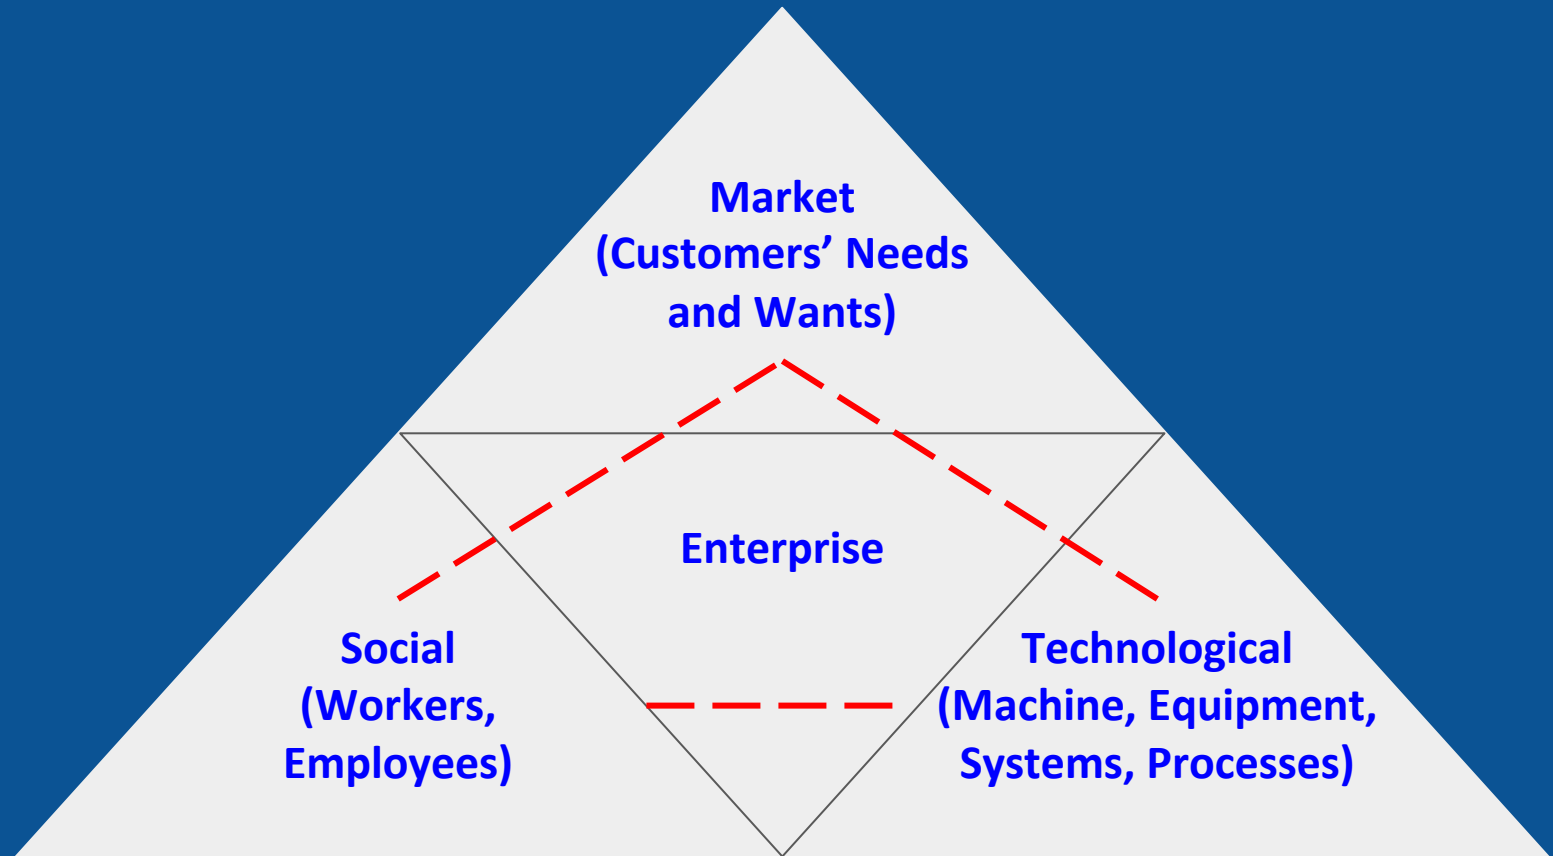 Market
(Customers’ Needs
and Wants)
Enterprise
Social
(Workers,
Employees)
Technological
(Machine, Equipment,
Systems, Processes)